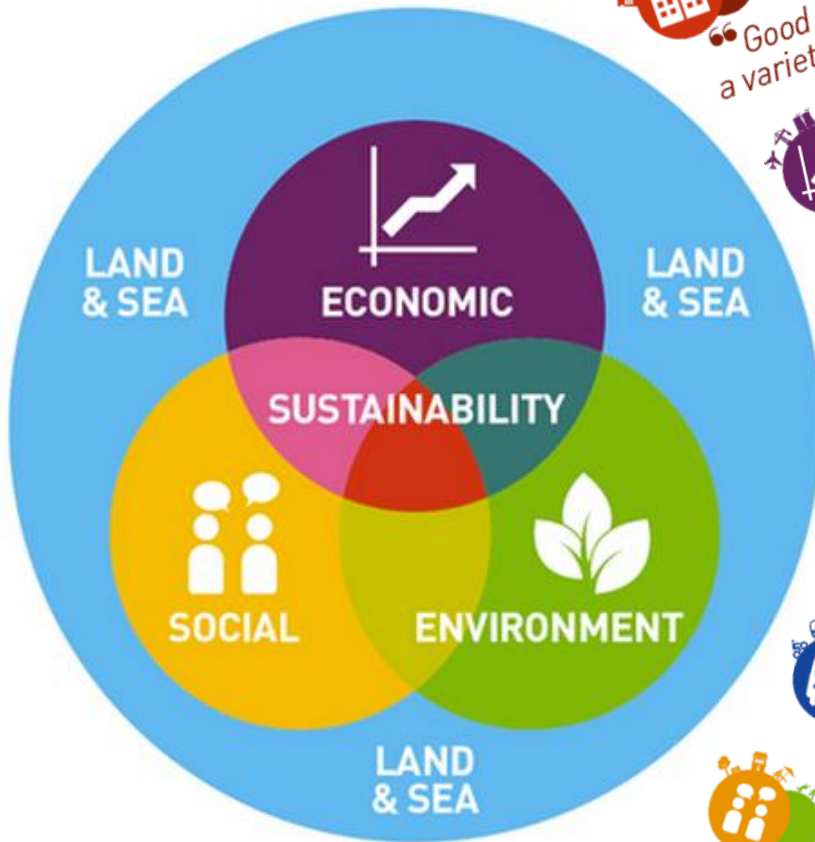 “ Good
a variet
LAND
& SEA
LAND
& SEA
ECONOMIC
SUSTAINABILITY
SOCIAL
ENVIRONMENT
LAND
& SEA